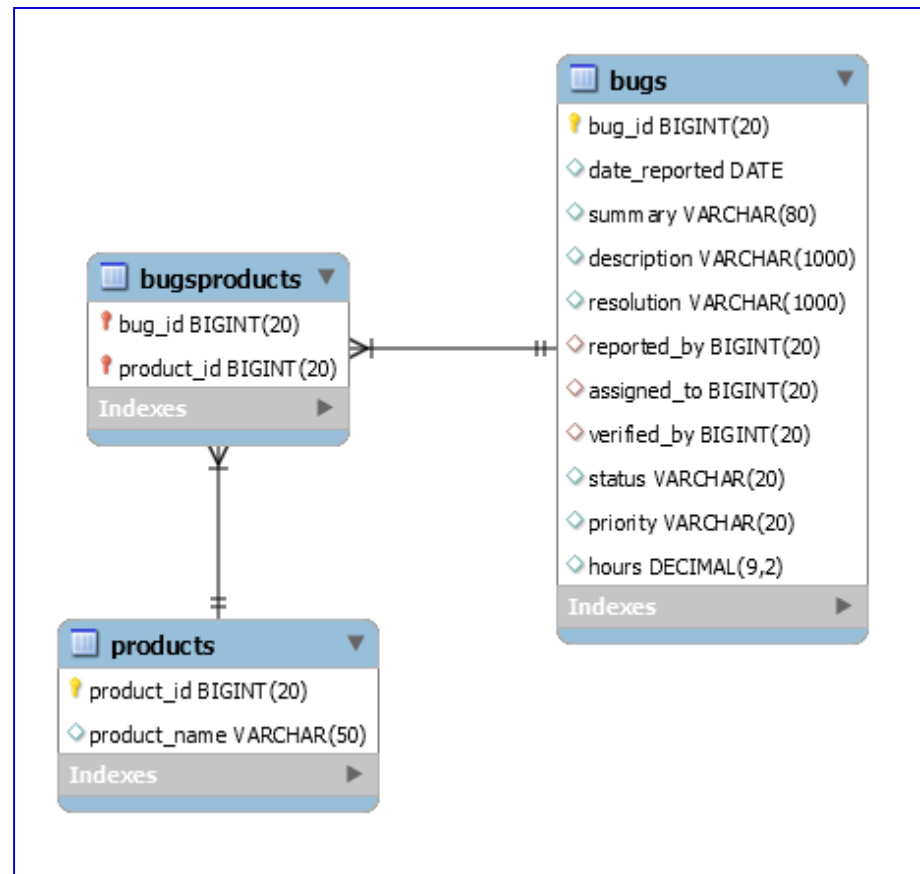 bugs
bug_id BIGINT(20)
date_reported DATE
summary VARCHAR(80)
description VARCHAR(1000)
resolution VARCHAR(1000)
reported_by BIGINT(20)
assigned_to BIGINT(20)
verified_by BIGINT(20)
status VARCHAR(20)
priority VARCHAR(20)
hours DECIMAL(9,2)
Indexes
bugsproducts
bug_id BIGINT(20)
product_id BIGINT(20)
Indexes
products
product_id BIGINT(20)
product_name VARCHAR(50)
Indexes